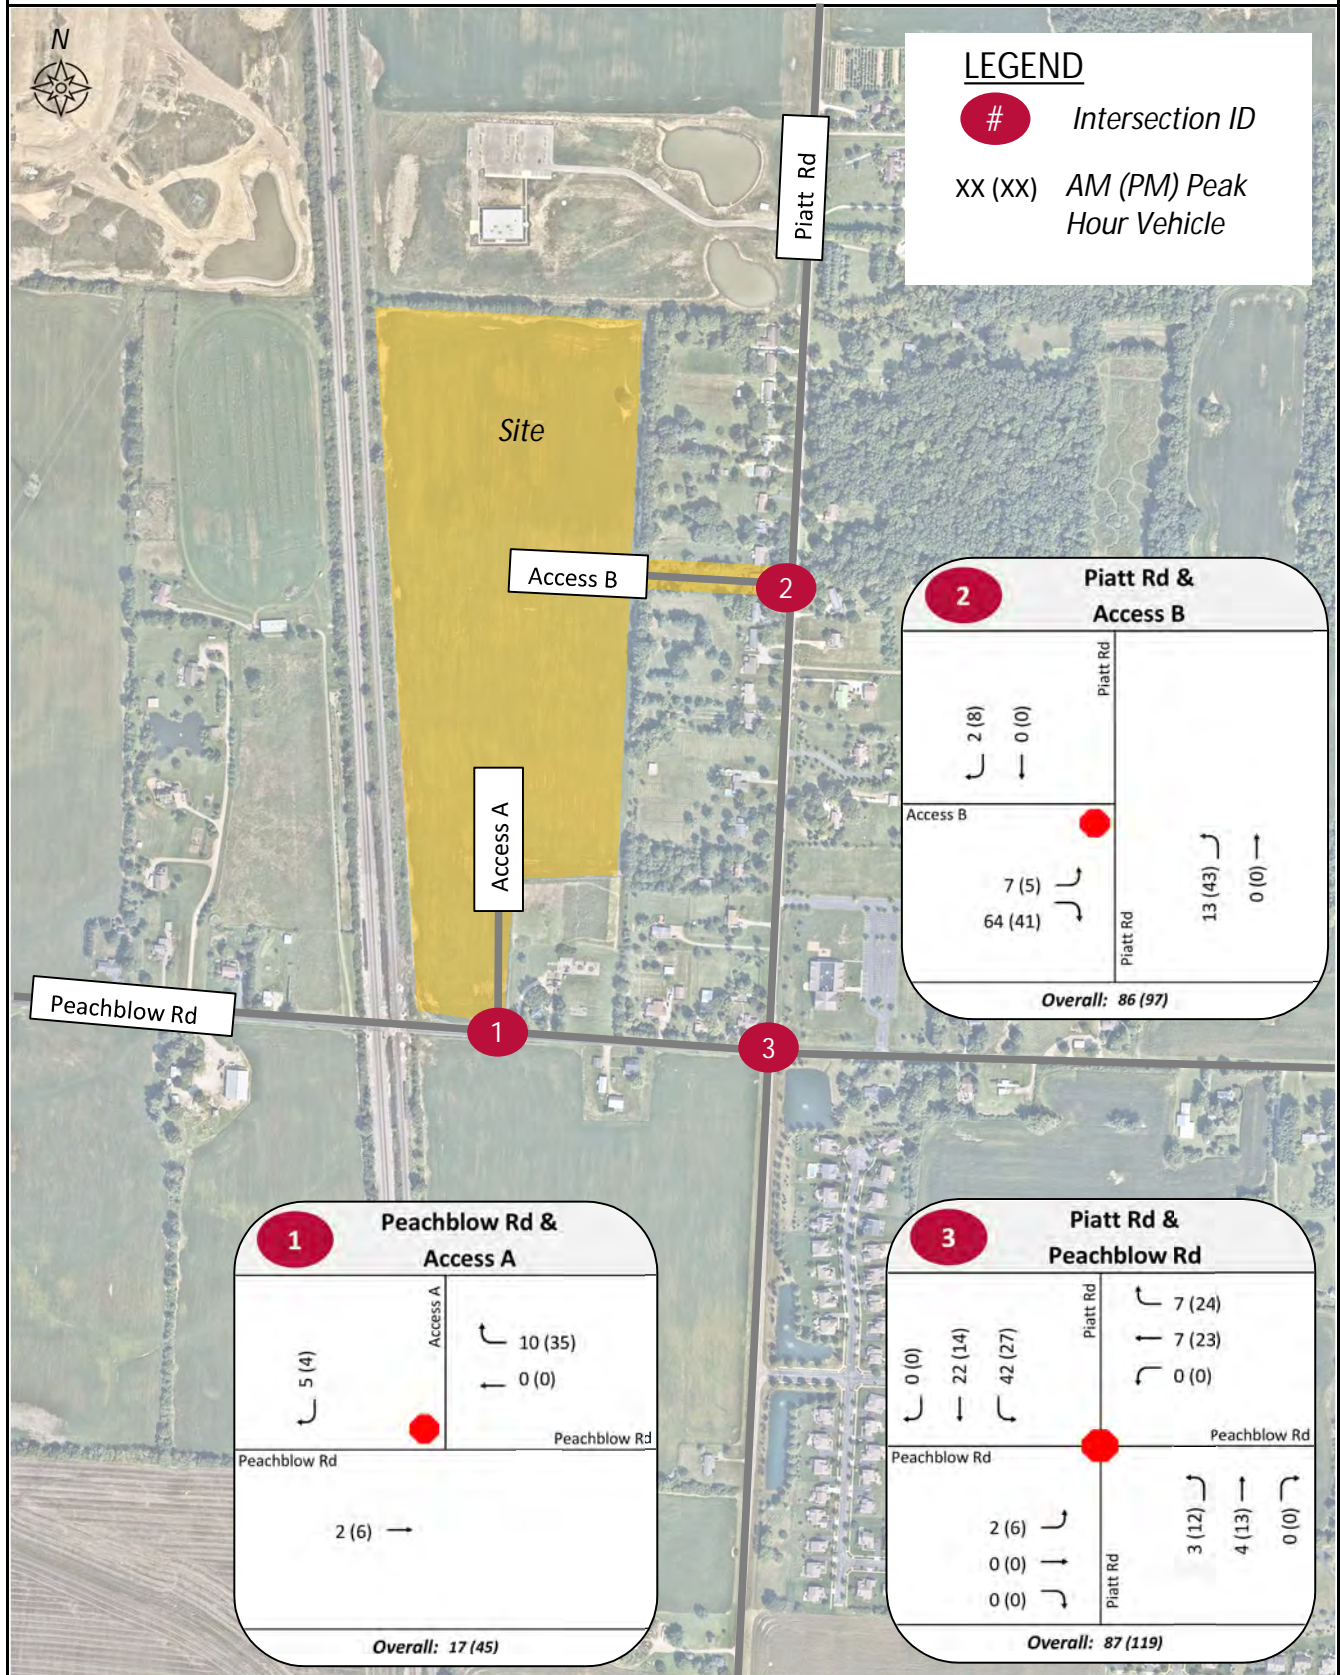 N
LEGEND
# Intersection ID
XX (XX) AM (PM) Peak
Hour Vehicle
Piatt Rd
Site
Access B
2
Access A
Peachblow Rd
1
3
2
Piatt Rd &
Access B
Piatt Rd
2 (8)
0 (0)
Access B
7 (5)
64 (41)
Piatt Rd
13 (43)
0 (0)
Overall: 86 (97)
1
Peachblow Rd &
Access A
Access A
5 (4)
10 (35)
0 (0)
Peachblow Rd
Peachblow Rd
2 (6)
Overall: 17 (45)
3
Piatt Rd &
Peachblow Rd
Piatt Rd
0 (0)
22 (14)
42 (27)
7 (24)
7 (23)
0 (0)
Peachblow Rd
Peachblow Rd
2 (6)
0 (0)
0 (0)
Piatt Rd
3 (12)
4 (13)
0 (0)
Overall: 87 (119)